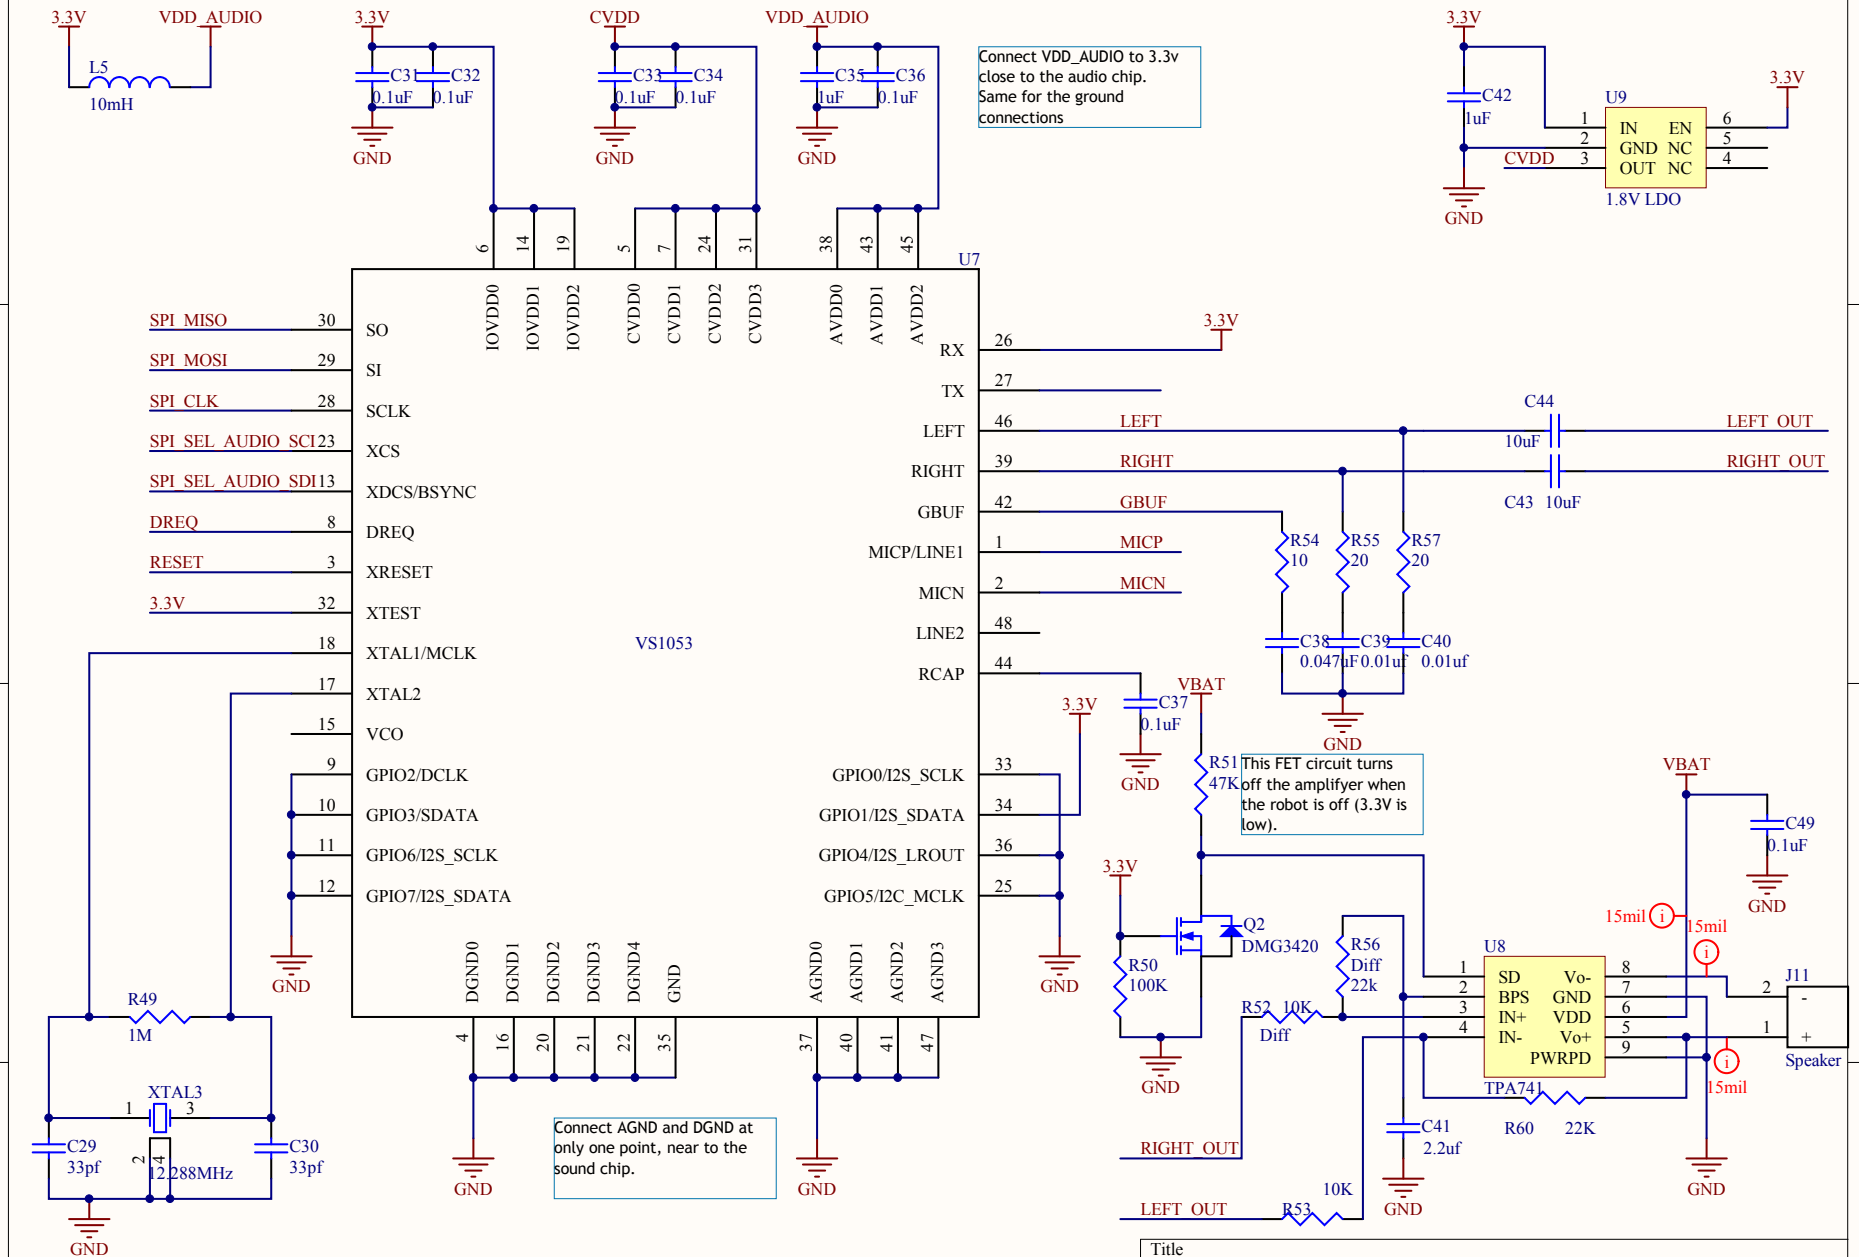 3.3V
VDD_AUDIO
L5
10mH
3.3V
C31
0.1uF
C32
0.1uF
GND
CVDD
C33
0.1uF
C34
0.1uF
GND
VDD_AUDIO
C35
1uF
C36
0.1uF
GND
Connect VDD_AUDIO to 3.3v
close to the audio chip.
Same for the ground
connections
3.3V
C42
1uF
GND
CVDD
U9
1 IN EN 6
2 GND NC 5
3 OUT NC 4
1.8V LDO
3.3V
U7
6 14 19 5 7 24 31 38 43 45
IOVDD0 IOVDD1 IOVDD2 CVDD0 CVDD1 CVDD2 CVDD3 AVDD0 AVDD1 AVDD2
SPI_MISO 30 SO
SPI_MOSI 29 SI
SPI_CLK 28 SCLK
SPI_SEL_AUDIO_SCI 23 XCS
SPI_SEL_AUDIO_SDI 13 XDCS/BSYNC
DREQ 8 DREQ
RESET 3 XRESET
3.3V 32 XTEST
18 XTAL1/MCLK
17 XTAL2
15 VCO
9 GPIO2/DCLK
10 GPIO3/SDATA
11 GPIO6/I2S_SCLK
12 GPIO7/I2S_SDATA
GND
VS1053
RX 26 3.3V
TX 27
LEFT 46 LEFT
RIGHT 39 RIGHT
GBUF 42 GBUF
MICP/LINE1 1 MICP
MICN 2 MICN
LINE2 48
RCAP 44
GPIO0/I2S_SCLK 33
GPIO1/I2S_SDATA 34
GPIO4/I2S_LROUT 36
GPIO5/I2C_MCLK 25
3.3V
GND
DGND0 DGND1 DGND2 DGND3 DGND4 GND AGND0 AGND1 AGND2 AGND3
4 16 20 21 22 35 37 40 41 47
GND
GND
Connect AGND and DGND at
only one point, near to the
sound chip.
R49
1M
XTAL3
1 3
2 4
12.288MHz
C29
33pf
C30
33pf
GND
C44
10uF
LEFT_OUT
RIGHT_OUT
C43 10uF
R54
10
R55
20
R57
20
C38
0.047uF
C39
0.01uf
C40
0.01uf
GND
C37
0.1uF
GND
VBAT
R51
47K
This FET circuit turns
off the amplifyer when
the robot is off (3.3V is
low).
3.3V
Q2
DMG3420
R50
100K
GND
R56
Diff
22k
R52 10K
Diff
RIGHT_OUT
LEFT_OUT
R53
10K
C41
2.2uf
GND
VBAT
C49
0.1uF
GND
15mil i
15mil
i
U8
1 SD Vo- 8
2 BPS GND 7
3 IN+ VDD 6
4 IN- Vo+ 5
PWRPD 9
TPA741
R60 22K
i
15mil
GND
J11
2 -
1 +
Speaker
Title